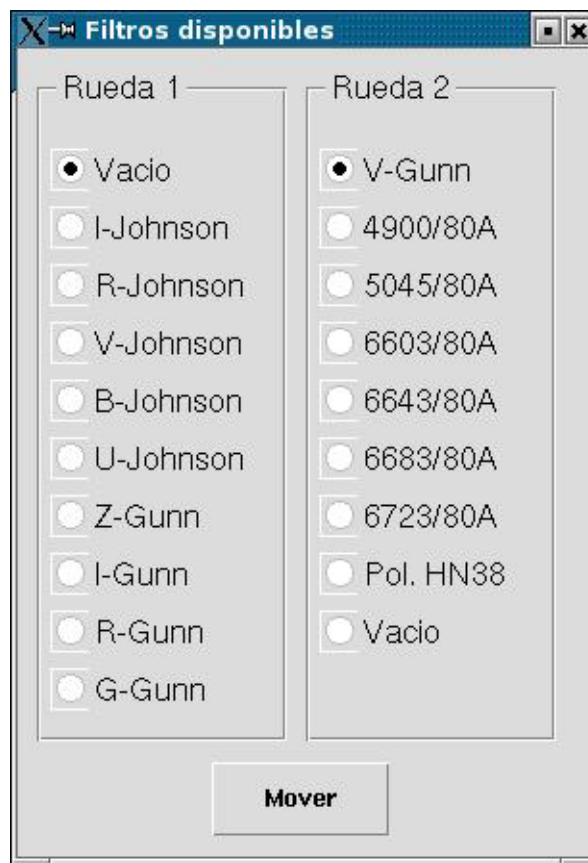 Filtros disponibles
Rueda 1
Vacio
I-Johnson
R-Johnson
V-Johnson
B-Johnson
U-Johnson
Z-Gunn
I-Gunn
R-Gunn
G-Gunn
Rueda 2
V-Gunn
4900/80A
5045/80A
6603/80A
6643/80A
6683/80A
6723/80A
Pol. HN38
Vacio
Mover